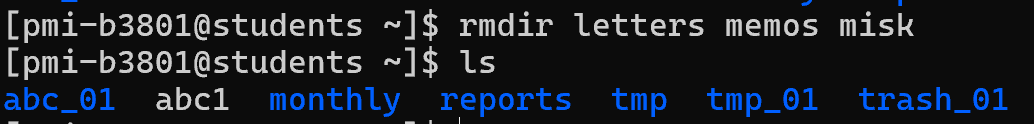 [pmi-b3801@students ~]$ rmdir letters memos misk
[pmi-b3801@students ~]$ ls
abc_01 abc1 monthly reports tmp tmp_01 trash_01